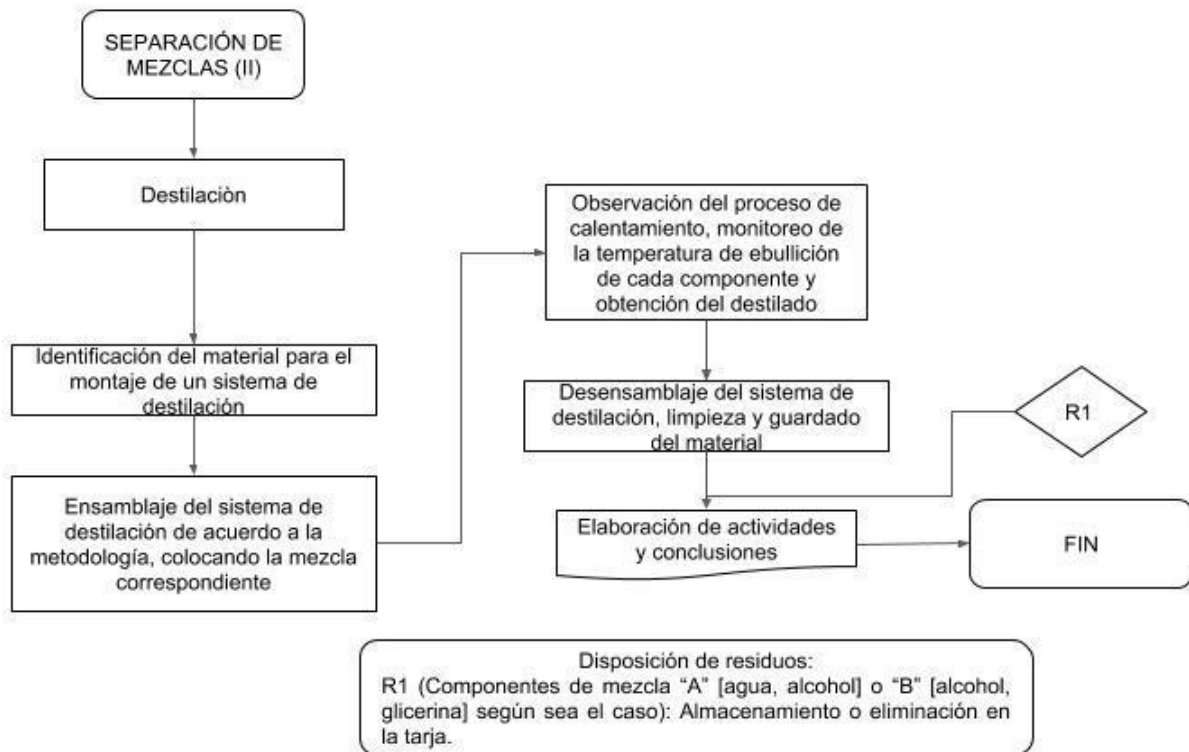 SEPARACIÓN DE
MEZCLAS (II)
Destilaciòn
Identificación del material para el
montaje de un sistema de
destilación
Ensamblaje del sistema de
destilación de acuerdo a la
metodología, colocando la mezcla
correspondiente
Observación del proceso de
calentamiento, monitoreo de
la temperatura de ebullición
de cada componente y
obtención del destilado
Desensamblaje del sistema de
destilación, limpieza y guardado
del material
R1
Elaboración de actividades
y conclusiones
FIN
Disposición de residuos:
R1 (Componentes de mezcla “A” [agua, alcohol] o “B” [alcohol,
glicerina] según sea el caso): Almacenamiento o eliminación en
la tarja.